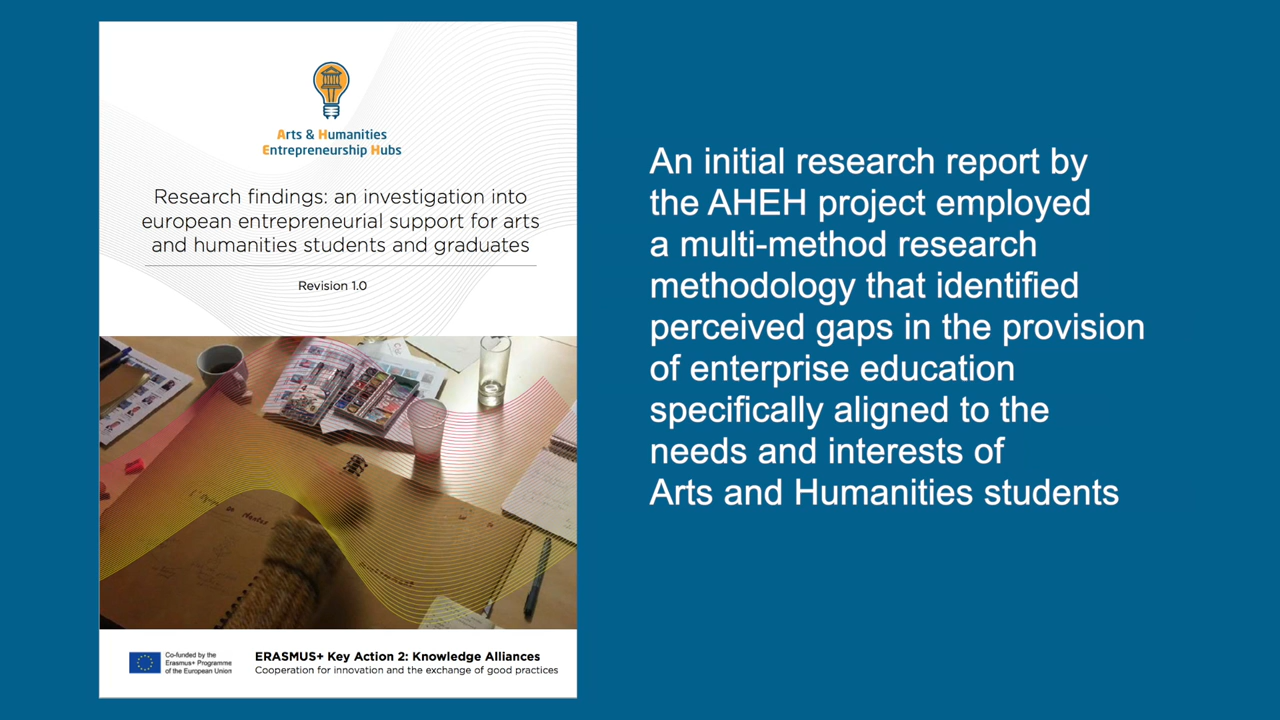 Arts & Humanities
Entrepreneurship Hubs
Research findings: an investigation into
european entrepreneurial support for arts
and humanities students and graduates
Revision 1.0
Co-funded by the
Erasmus+ Programme
of the European Union
ERASMUS+ Key Action 2: Knowledge Alliances
Cooperation for innovation and the exchange of good practices
An initial research report by
the AHEH project employed
a multi-method research
methodology that identified
perceived gaps in the provision
of enterprise education
specifically aligned to the
needs and interests of
Arts and Humanities students